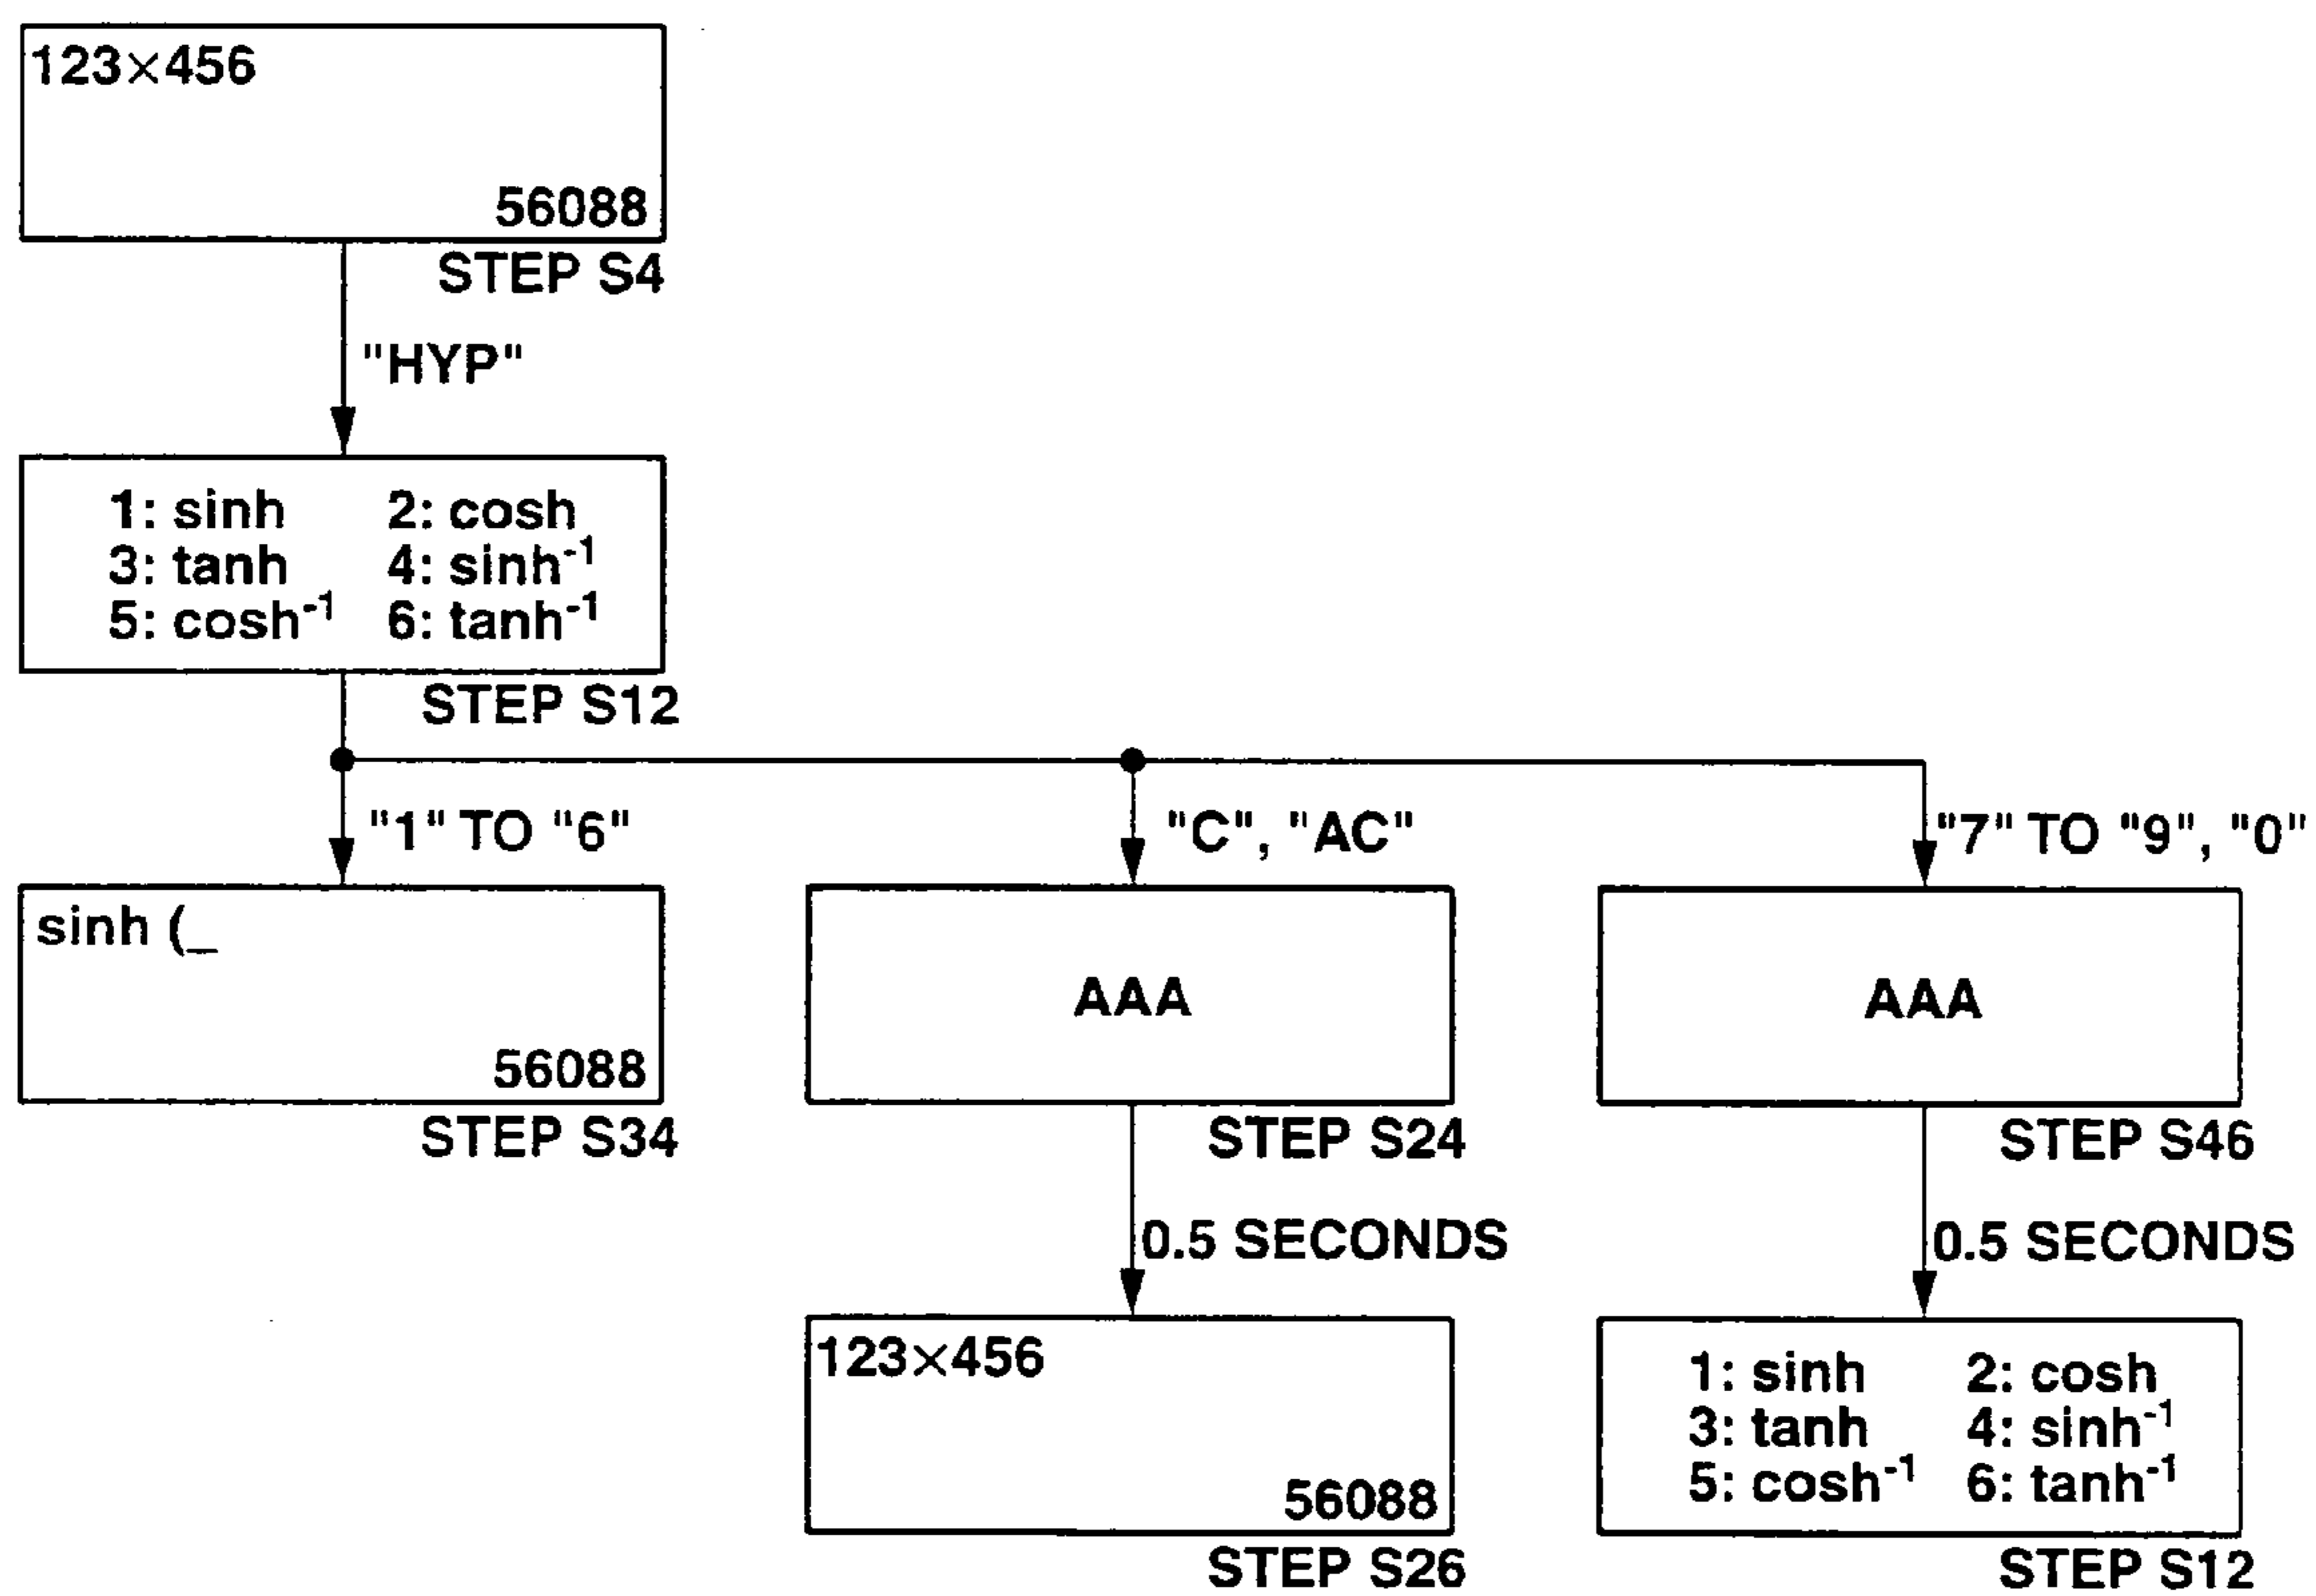 123×456
56088
STEP S4
"HYP"
1: sinh 2: cosh
3: tanh 4: sinh⁻¹
5: cosh⁻¹ 6: tanh⁻¹
STEP S12
"1" TO "6"
"C", "AC"
"7" TO "9", "0"
sinh (_
56088
STEP S34
AAA
STEP S24
AAA
STEP S46
0.5 SECONDS
0.5 SECONDS
123×456
56088
STEP S26
1: sinh 2: cosh
3: tanh 4: sinh⁻¹
5: cosh⁻¹ 6: tanh⁻¹
STEP S12